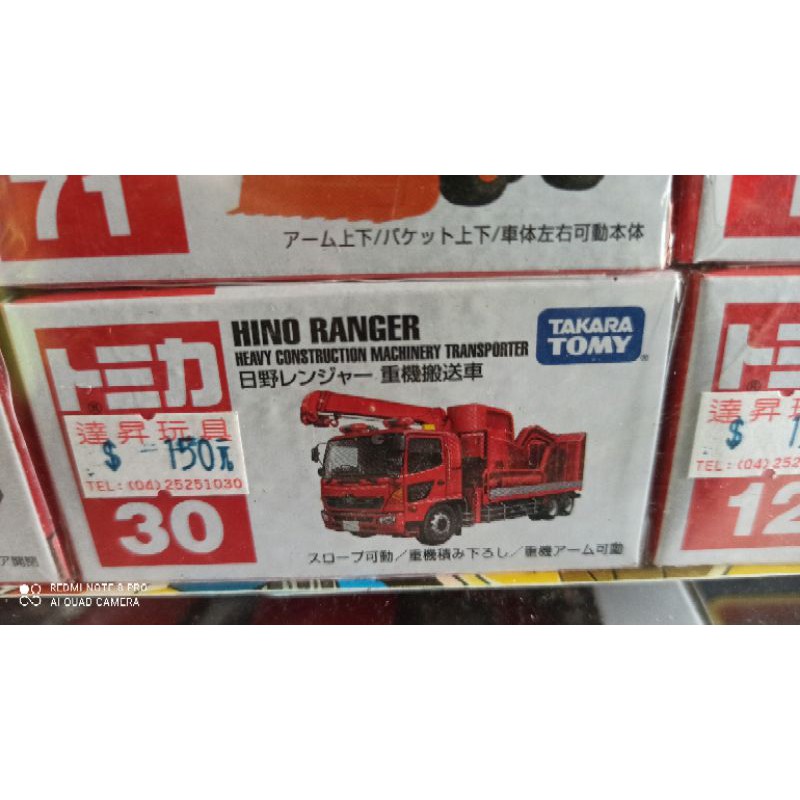 71
アーム上下/バケット上下/車体左右可動本体
トミカ
HINO RANGER
HEAVY CONSTRUCTION MACHINERY TRANSPORTER
日野レンジャー 重機搬送車
TAKARA
TOMY
達昇玩具
$ - 150元
TEL:(04)25251030
30
スロープ可動/重機積み下ろし/重機アーム可動
達昇
$ 1
TEL:(04)252
12
REDMI NOTE 8 PRO
AI QUAD CAMERA